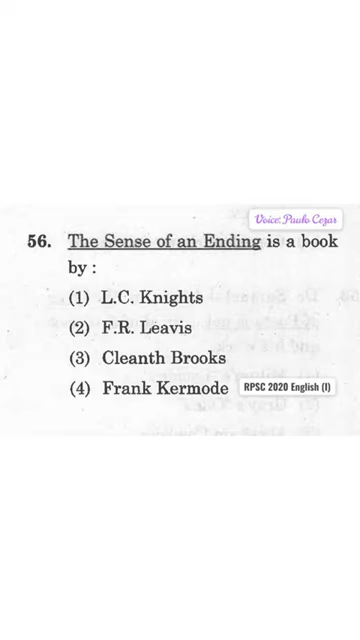 Voice: Paulo Cezar
56. The Sense of an Ending is a book
by :
(1) L.C. Knights
(2) F.R. Leavis
(3) Cleanth Brooks
(4) Frank Kermode RPSC 2020 English (I)